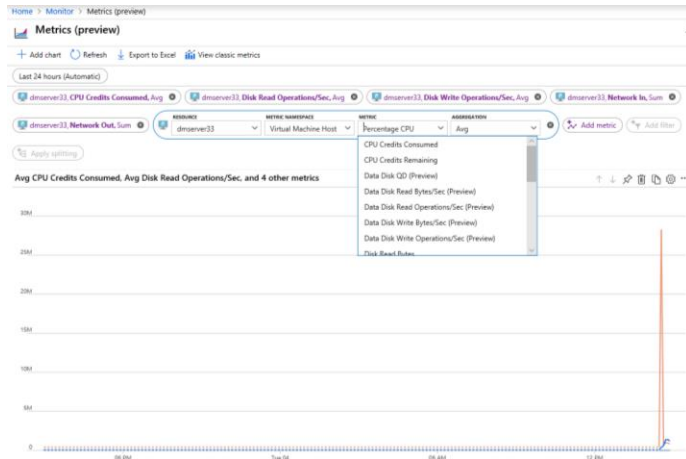 Home > Monitor > Metrics (preview)
Metrics (preview)
Add chart Refresh Export to Excel View classic metrics
Last 24 hours (Automatic)
dmserver33, CPU Credits Consumed, Avg dmserver33, Disk Read Operations/Sec, Avg dmserver33, Disk Write Operations/Sec, Avg dmserver33, Network In, Sum
dmserver33, Network Out, Sum
RESOURCE METRIC NAMESPACE METRIC AGGREGATION
dmserver33 Virtual Machine Host Percentage CPU Avg
Add metric Add filter
Apply splitting
CPU Credits Consumed
CPU Credits Remaining
Data Disk QD (Preview)
Data Disk Read Bytes/Sec (Preview)
Data Disk Read Operations/Sec (Preview)
Data Disk Write Bytes/Sec (Preview)
Data Disk Write Operations/Sec (Preview)
Disk Read Bytes
Avg CPU Credits Consumed, Avg Disk Read Operations/Sec, and 4 other metrics
30M
25M
20M
15M
10M
5M
0
06 PM Tue 04 06 AM 12 PM